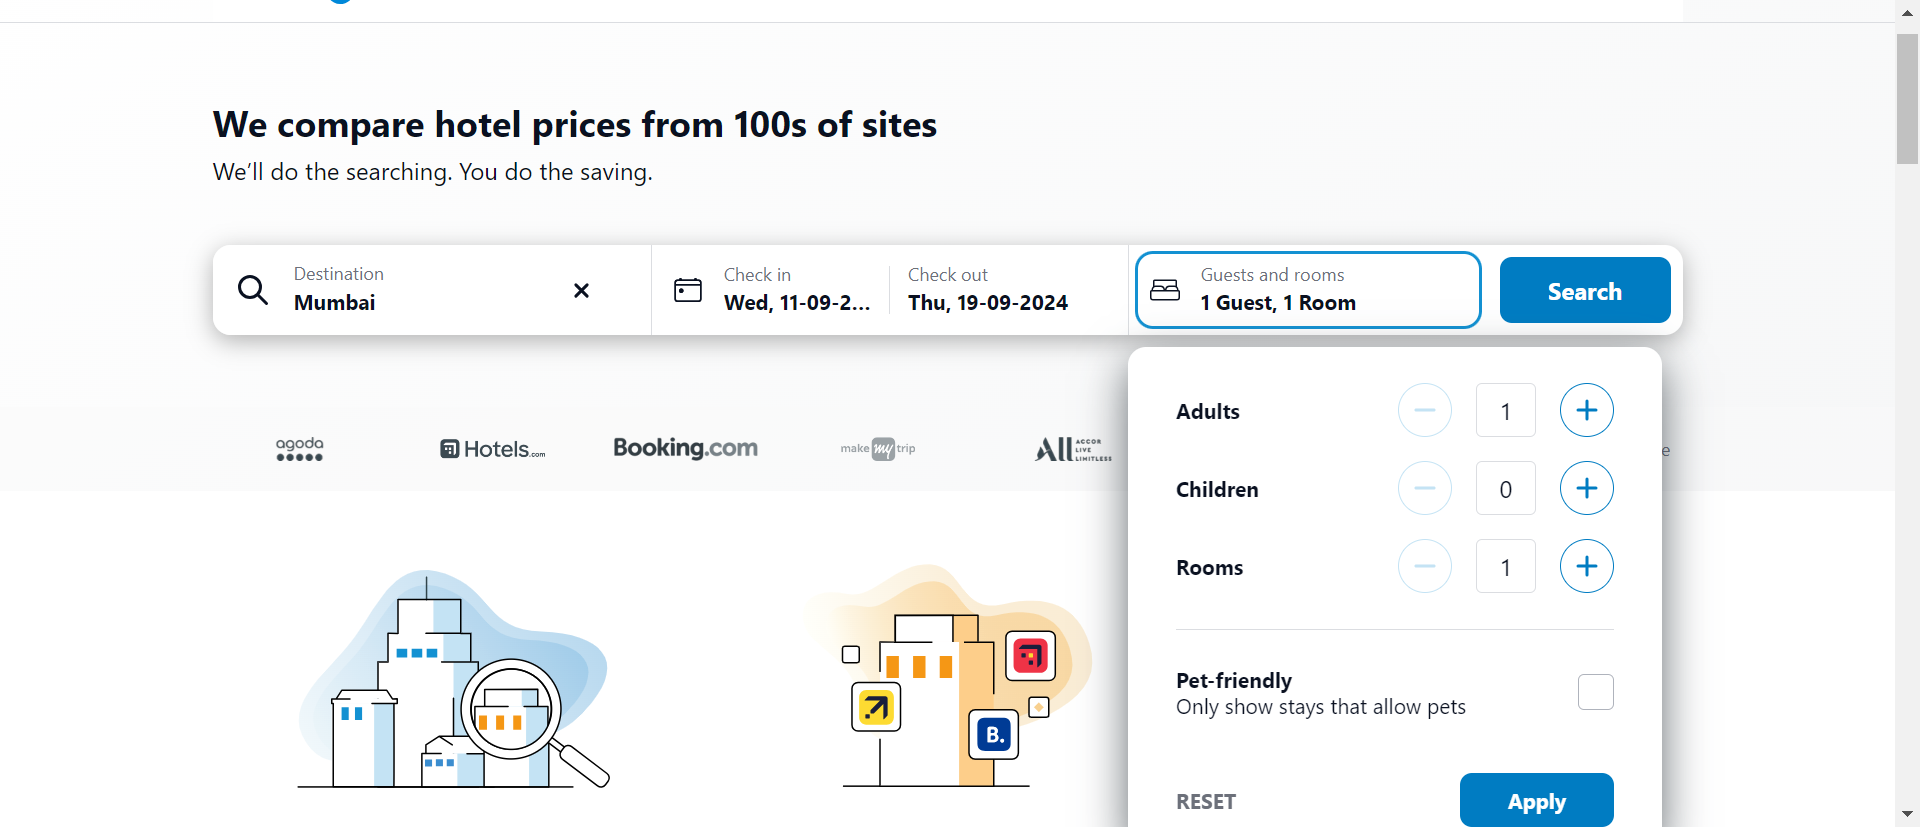 We compare hotel prices from 100s of sites
We'll do the searching. You do the saving.
Destination
Mumbai
Check in
Wed, 11-09-2...
Check out
Thu, 19-09-2024
Guests and rooms
1 Guest, 1 Room
Search
agoda
Hotels.com
Booking.com
make my trip
All ACCOR LIVE LIMITLESS
e
Adults
1
Children
0
Rooms
1
Pet-friendly
Only show stays that allow pets
B.
RESET
Apply